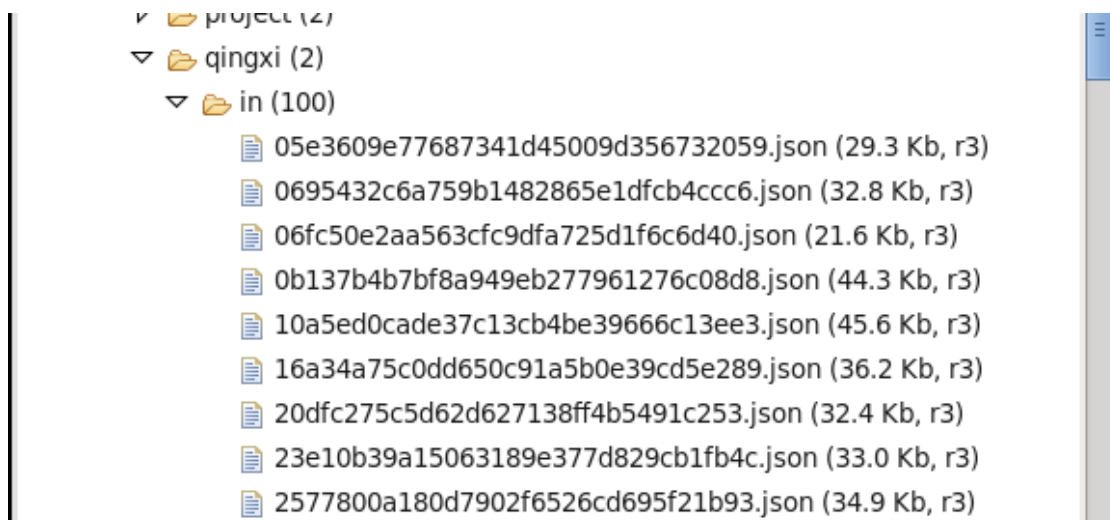 project (2)
qingxi (2)
in (100)
05e3609e77687341d45009d356732059.json (29.3 Kb, r3)
0695432c6a759b1482865e1dfcb4ccc6.json (32.8 Kb, r3)
06fc50e2aa563cfc9dfa725d1f6c6d40.json (21.6 Kb, r3)
0b137b4b7bf8a949eb277961276c08d8.json (44.3 Kb, r3)
10a5ed0cade37c13cb4be39666c13ee3.json (45.6 Kb, r3)
16a34a75c0dd650c91a5b0e39cd5e289.json (36.2 Kb, r3)
20dfc275c5d62d627138ff4b5491c253.json (32.4 Kb, r3)
23e10b39a15063189e377d829cb1fb4c.json (33.0 Kb, r3)
2577800a180d7902f6526cd695f21b93.json (34.9 Kb, r3)